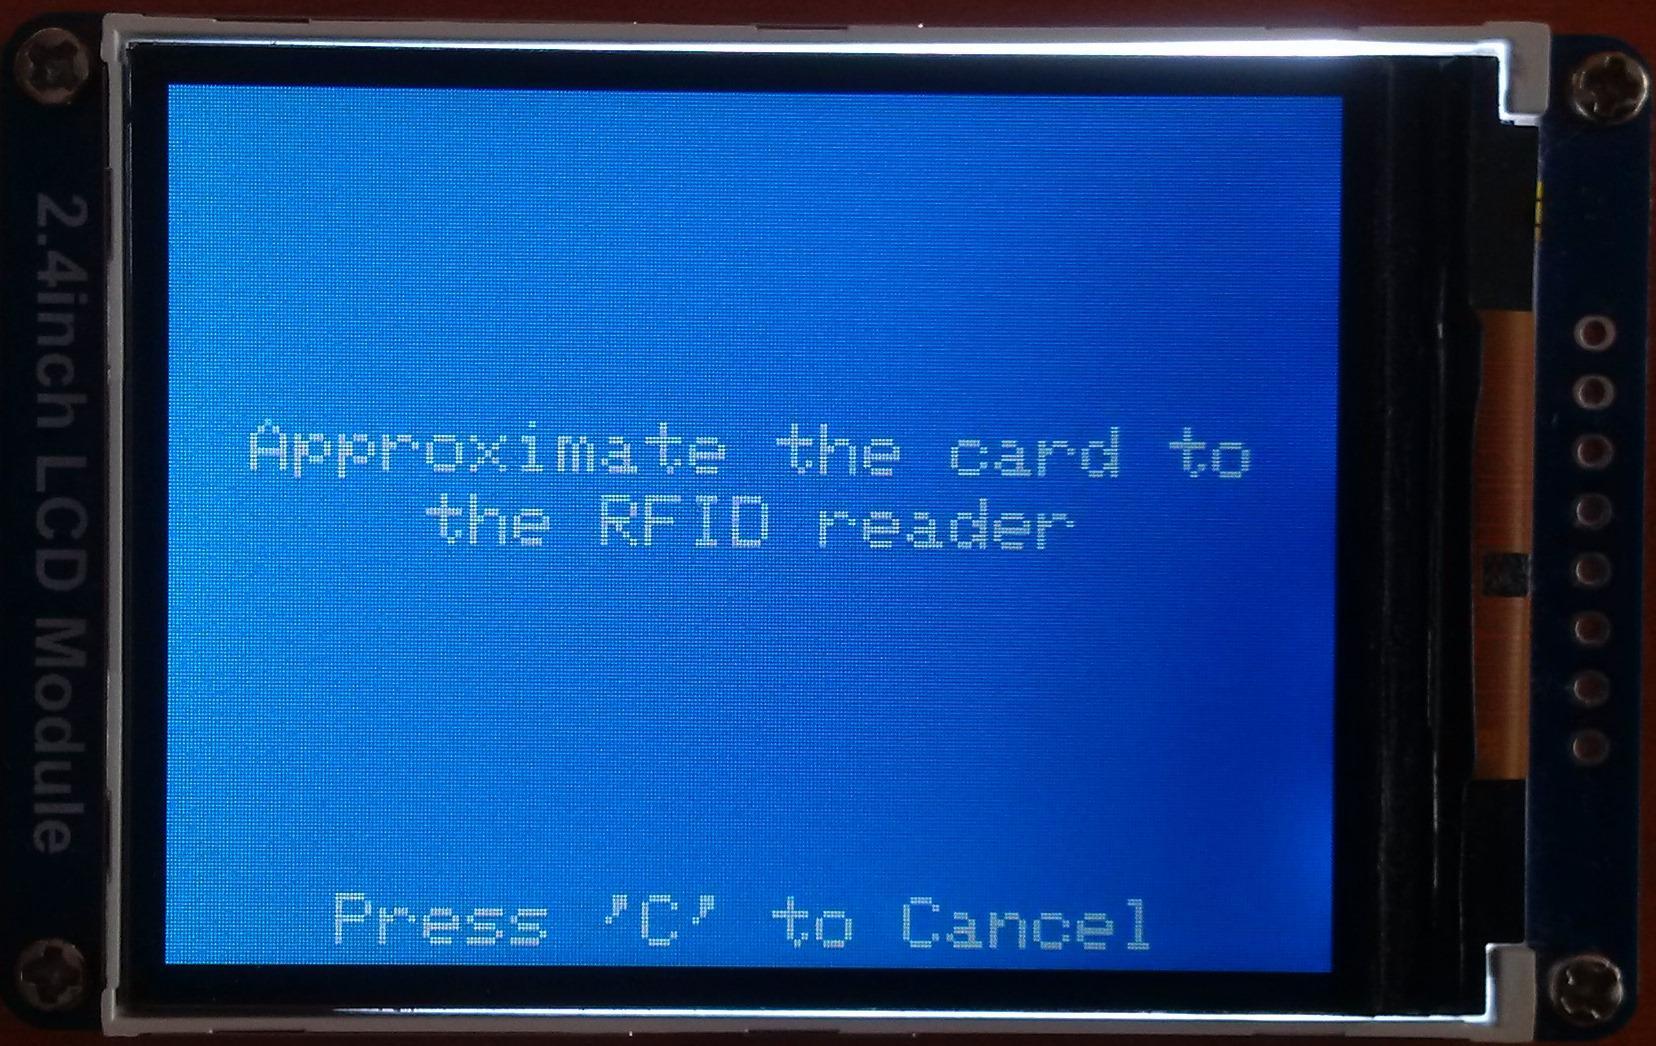 2.4inch LCD Module
Approximate the card to
the RFID reader
Press 'C' to Cancel